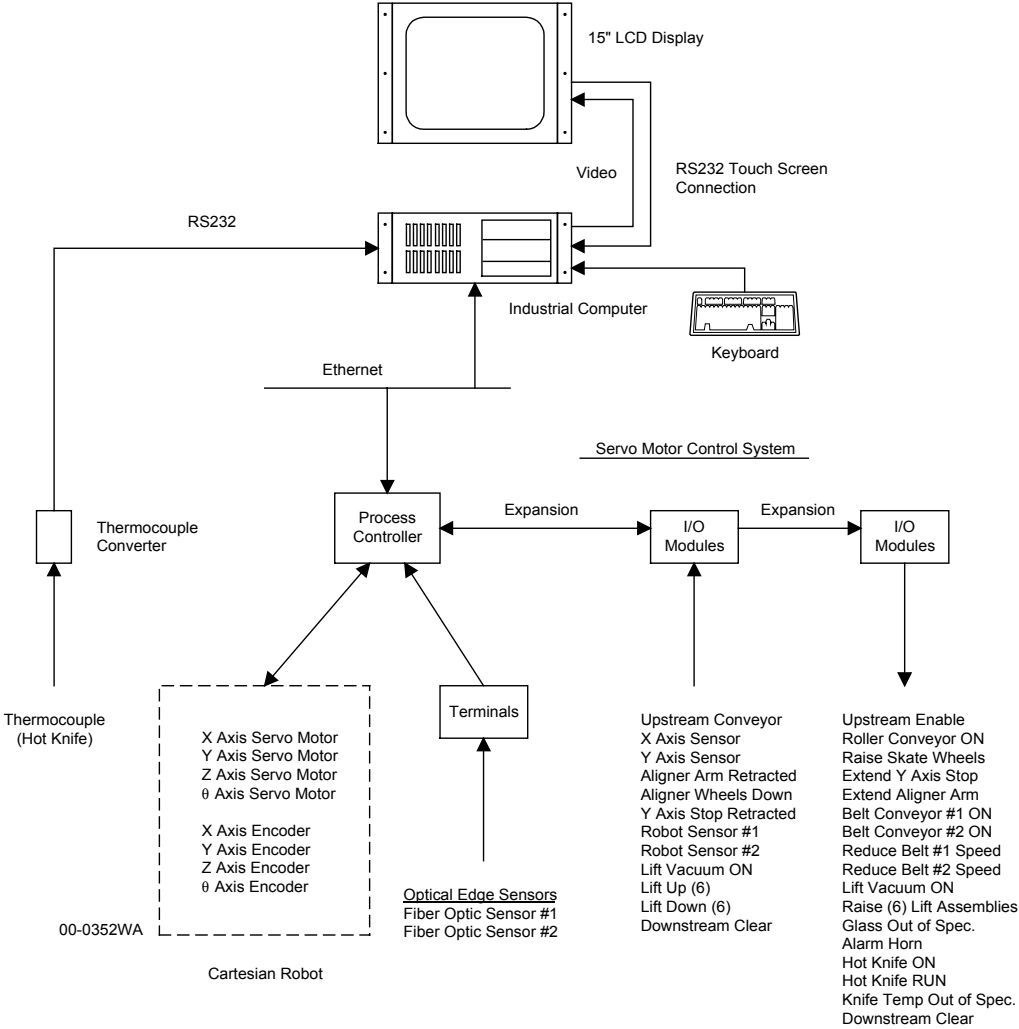 15" LCD Display
Video
RS232 Touch Screen
Connection
RS232
Industrial Computer
Keyboard
Ethernet
Servo Motor Control System
Process
Controller
Expansion
I/O
Modules
Expansion
I/O
Modules
Thermocouple
Converter
Thermocouple
(Hot Knife)
X Axis Servo Motor
Y Axis Servo Motor
Z Axis Servo Motor
θ Axis Servo Motor
X Axis Encoder
Y Axis Encoder
Z Axis Encoder
θ Axis Encoder
00-0352WA
Cartesian Robot
Terminals
Optical Edge Sensors
Fiber Optic Sensor #1
Fiber Optic Sensor #2
Upstream Conveyor
X Axis Sensor
Y Axis Sensor
Aligner Arm Retracted
Aligner Wheels Down
Y Axis Stop Retracted
Robot Sensor #1
Robot Sensor #2
Lift Vacuum ON
Lift Up (6)
Lift Down (6)
Downstream Clear
Upstream Enable
Roller Conveyor ON
Raise Skate Wheels
Extend Y Axis Stop
Extend Aligner Arm
Belt Conveyor #1 ON
Belt Conveyor #2 ON
Reduce Belt #1 Speed
Reduce Belt #2 Speed
Lift Vacuum ON
Raise (6) Lift Assemblies
Glass Out of Spec.
Alarm Horn
Hot Knife ON
Hot Knife RUN
Knife Temp Out of Spec.
Downstream Clear